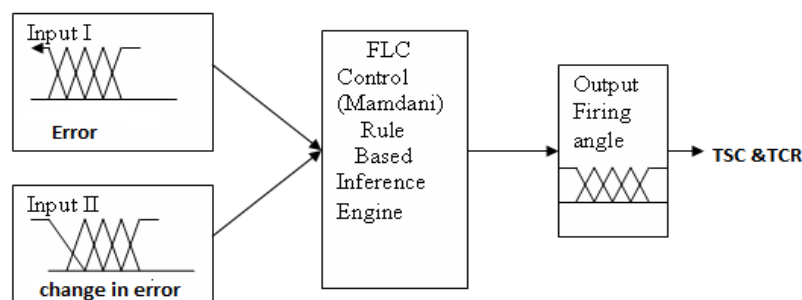 Input I
Error
Input II
change in error
FLC
Control
(Mamdani)
Rule
Based
Inference
Engine
Output
Firing
angle
TSC &TCR